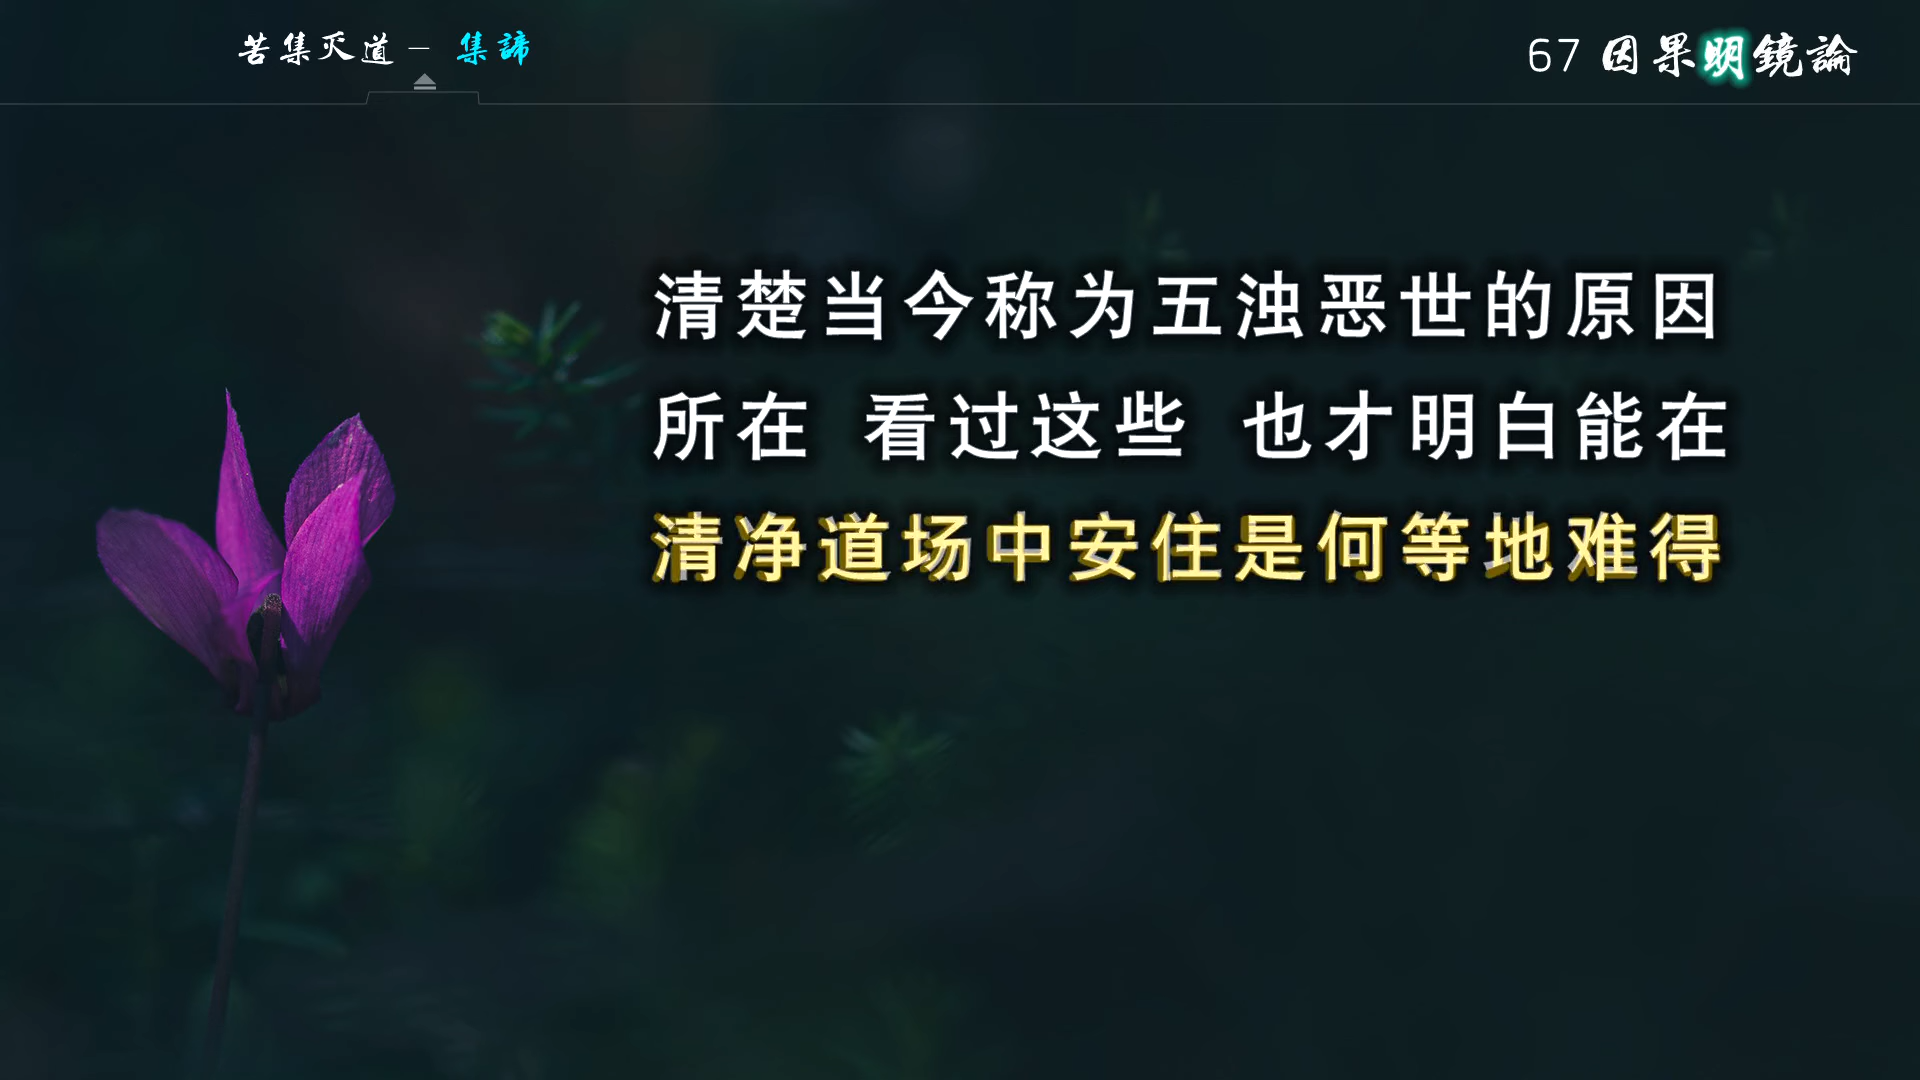 苦集灭道 — 集諦
67 因果明鏡論
清楚当今称为五浊恶世的原因
所在 看过这些 也才明白能在
清净道场中安住是何等地难得